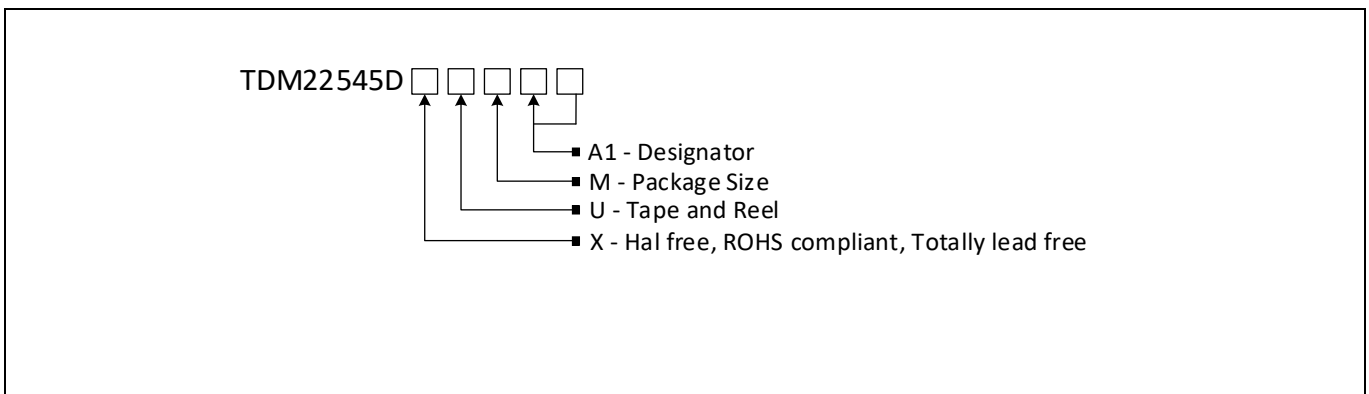 TDM22545D
A1 - Designator
M - Package Size
U - Tape and Reel
X - Hal free, ROHS compliant, Totally lead free